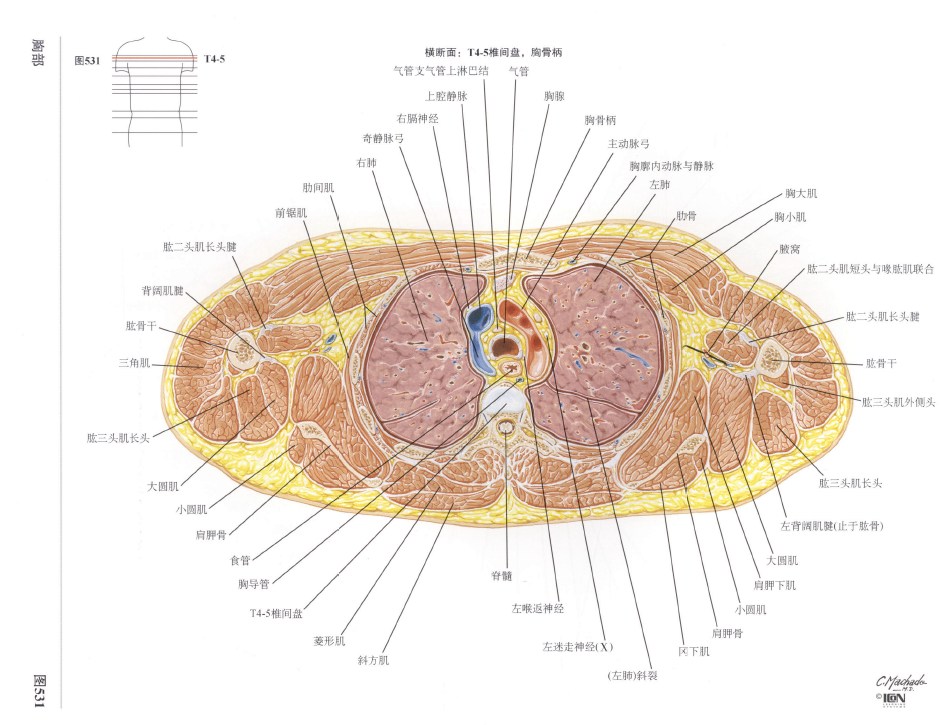 胸部
图531
T4-5
横断面：T4-5椎间盘，胸骨柄
气管支气管上淋巴结
气管
上腔静脉
胸腺
右膈神经
胸骨柄
奇静脉弓
主动脉弓
右肺
胸廓内动脉与静脉
左肺
肋间肌
胸大肌
前锯肌
肋骨
胸小肌
肱二头肌长头腱
腋窝
肱二头肌短头与喙肱肌联合
背阔肌腱
肱二头肌长头腱
肱骨干
三角肌
肱骨干
肱三头肌外侧头
肱三头肌长头
大圆肌
肱三头肌长头
小圆肌
左背阔肌腱(止于肱骨)
肩胛骨
食管
大圆肌
胸导管
脊髓
肩胛下肌
T4-5椎间盘
左喉返神经
小圆肌
菱形肌
肩胛骨
左迷走神经(X)
冈下肌
斜方肌
(左肺)斜裂
图531
C.Machado
M.D.
©ICON
LEARNING
SYSTEMS